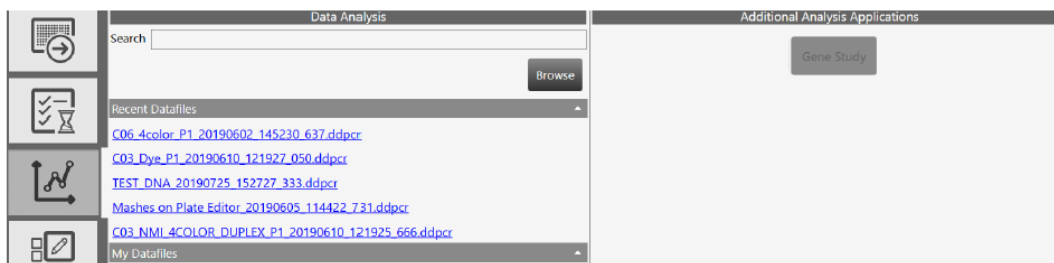 Data Analysis
Search
Browse
Recent Datafiles
C06_4color_P1_20190602_145230_637.ddpcr
C03_Dye_P1_20190610_121927_050.ddpcr
TEST_DNA_20190725_152727_333.ddpcr
Mashes on Plate Editor_20190605_114422_731.ddpcr
C03_NMI_4COLOR_DUPLEX_P1_20190610_121925_666.ddpcr
My Datafiles
Additional Analysis Applications
Gene Study